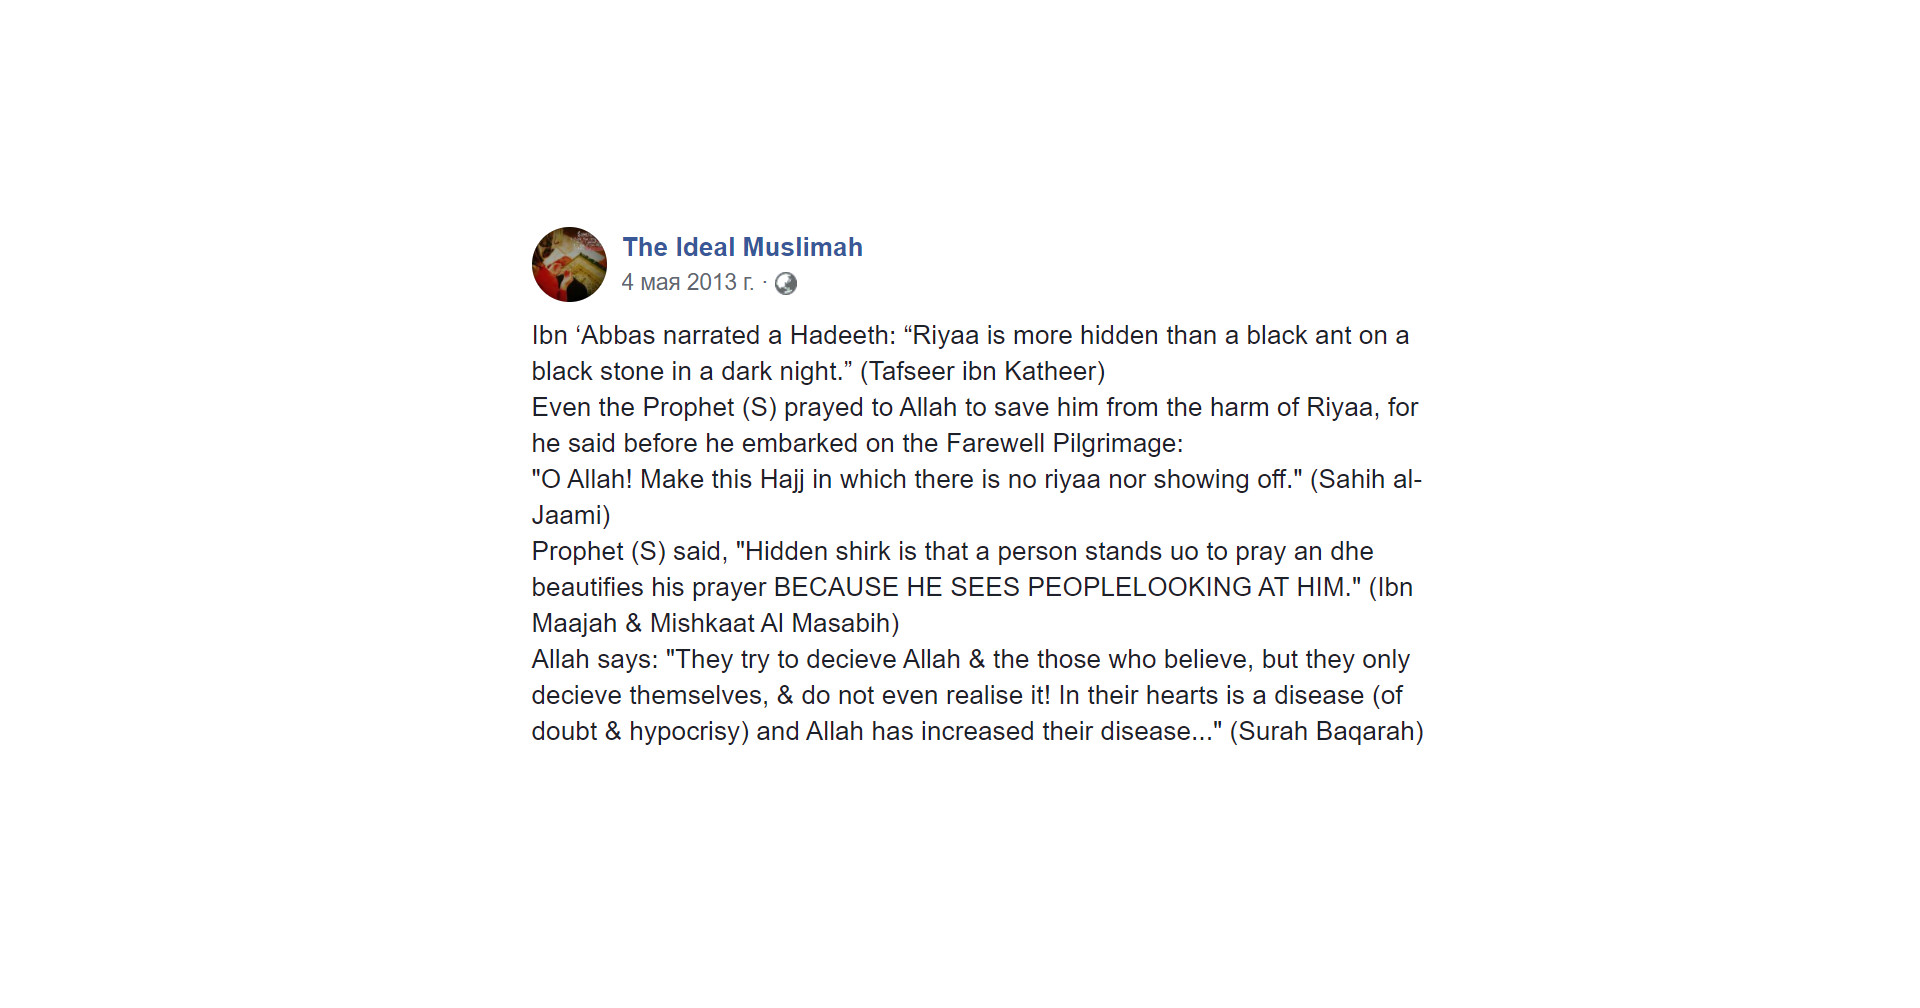 The Ideal Muslimah
4 мая 2013 г. ·
Ibn ‘Abbas narrated a Hadeeth: “Riyaa is more hidden than a black ant on a
black stone in a dark night.” (Tafseer ibn Katheer)
Even the Prophet (S) prayed to Allah to save him from the harm of Riyaa, for
he said before he embarked on the Farewell Pilgrimage:
"O Allah! Make this Hajj in which there is no riyaa nor showing off." (Sahih al-
Jaami)
Prophet (S) said, "Hidden shirk is that a person stands uo to pray an dhe
beautifies his prayer BECAUSE HE SEES PEOPLELOOKING AT HIM." (Ibn
Maajah & Mishkaat Al Masabih)
Allah says: "They try to decieve Allah & the those who believe, but they only
decieve themselves, & do not even realise it! In their hearts is a disease (of
doubt & hypocrisy) and Allah has increased their disease..." (Surah Baqarah)